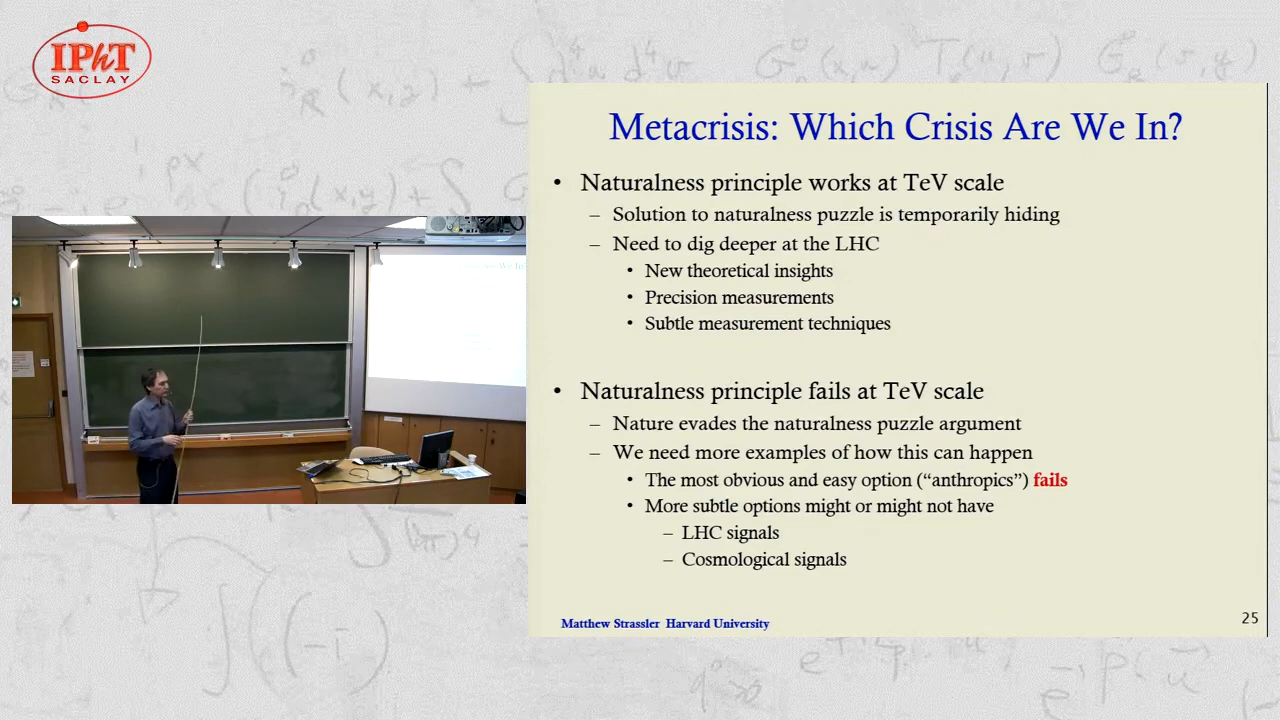 IPhT
SACLAY
Metacrisis: Which Crisis Are We In?
• Naturalness principle works at TeV scale
– Solution to naturalness puzzle is temporarily hiding
– Need to dig deeper at the LHC
• New theoretical insights
• Precision measurements
• Subtle measurement techniques
• Naturalness principle fails at TeV scale
– Nature evades the naturalness puzzle argument
– We need more examples of how this can happen
• The most obvious and easy option (“anthropics”) fails
• More subtle options might or might not have
– LHC signals
– Cosmological signals
Matthew Strassler Harvard University
25